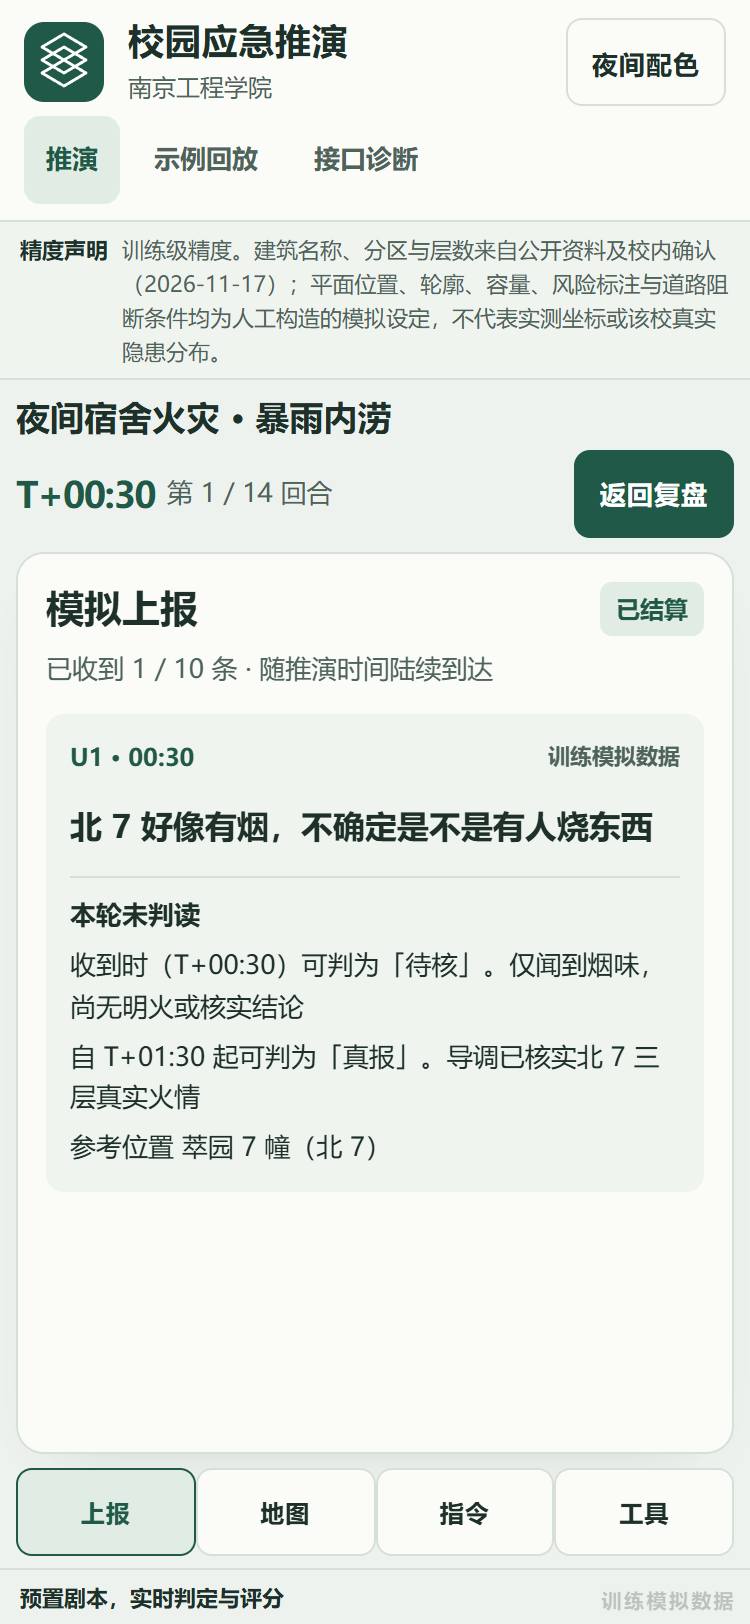 校园应急推演
南京工程学院
夜间配色
推演
示例回放
接口诊断
精度声明
训练级精度。建筑名称、分区与层数来自公开资料及校内确认
（2026-11-17）；平面位置、轮廓、容量、风险标注与道路阻
断条件均为人工构造的模拟设定，不代表实测坐标或该校真实
隐患分布。
夜间宿舍火灾 · 暴雨内涝
T+00:30 第 1 / 14 回合
返回复盘
模拟上报
已结算
已收到 1 / 10 条 · 随推演时间陆续到达
U1 · 00:30
训练模拟数据
北 7 好像有烟，不确定是不是有人烧东西
本轮未判读
收到时（T+00:30）可判为「待核」。仅闻到烟味，
尚无明火或核实结论
自 T+01:30 起可判为「真报」。导调已核实北 7 三
层真实火情
参考位置 萃园 7 幢（北 7）
上报
地图
指令
工具
预置剧本，实时判定与评分
训练模拟数据